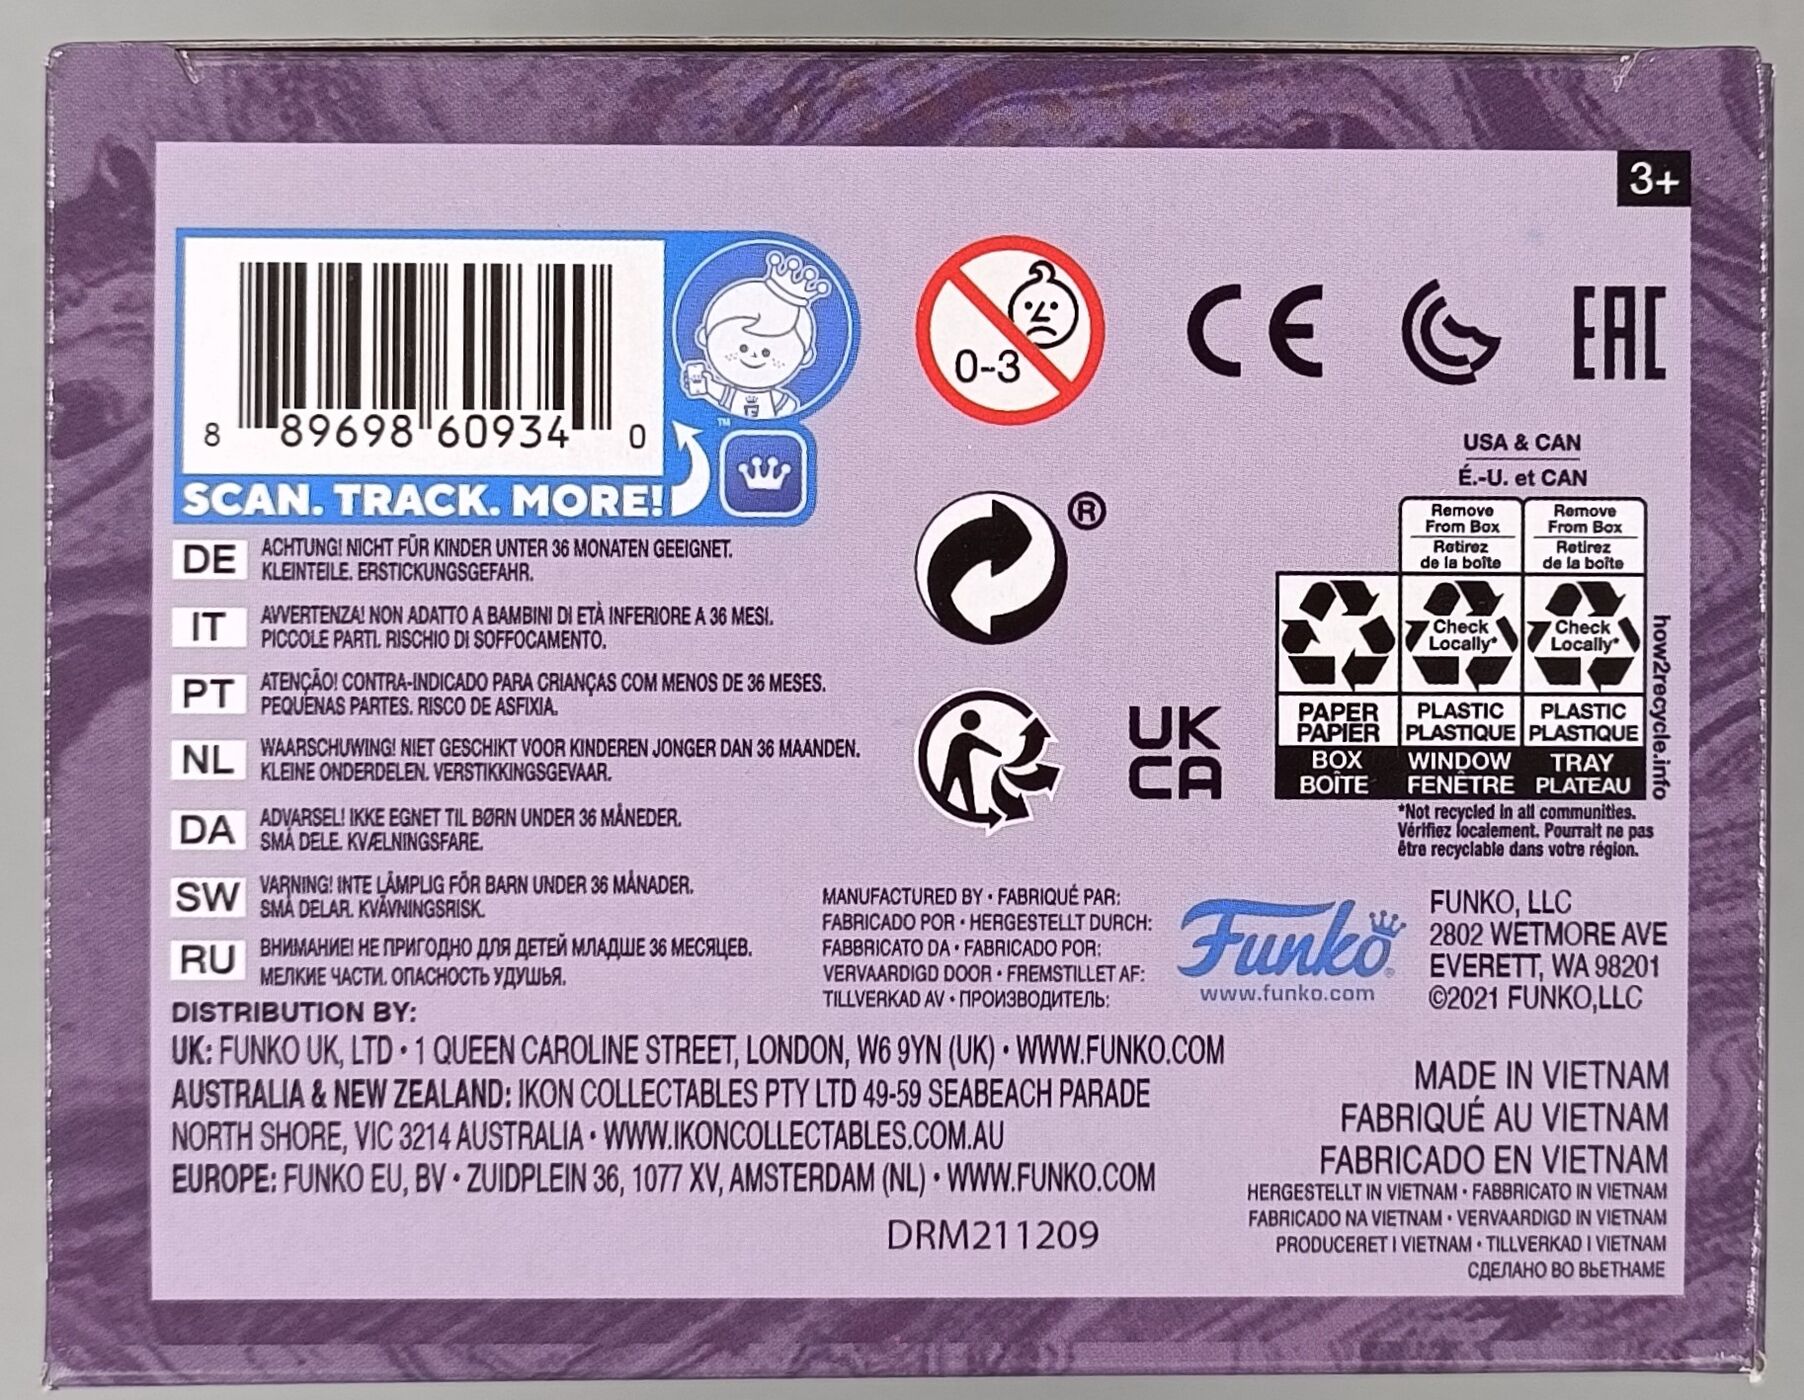 3+
8 89698 60934 0
™
SCAN. TRACK. MORE!
0-3
CE
EAC
DE ACHTUNG! NICHT FÜR KINDER UNTER 36 MONATEN GEEIGNET.
KLEINTEILE. ERSTICKUNGSGEFAHR.
IT AVVERTENZA! NON ADATTO A BAMBINI DI ETÀ INFERIORE A 36 MESI.
PICCOLE PARTI. RISCHIO DI SOFFOCAMENTO.
PT ATENÇÃO! CONTRA-INDICADO PARA CRIANÇAS COM MENOS DE 36 MESES.
PEQUENAS PARTES. RISCO DE ASFIXIA.
NL WAARSCHUWING! NIET GESCHIKT VOOR KINDEREN JONGER DAN 36 MAANDEN.
KLEINE ONDERDELEN. VERSTIKKINGSGEVAAR.
DA ADVARSEL! IKKE EGNET TIL BØRN UNDER 36 MÅNEDER.
SMÅ DELE. KVÆLNINGSFARE.
SW VARNING! INTE LÄMPLIG FÖR BARN UNDER 36 MÅNADER.
SMÅ DELAR. KVÄVNINGSRISK.
RU ВНИМАНИЕ! НЕ ПРИГОДНО ДЛЯ ДЕТЕЙ МЛАДШЕ 36 МЕСЯЦЕВ.
МЕЛКИЕ ЧАСТИ. ОПАСНОСТЬ УДУШЬЯ.
®
UK
CA
USA & CAN
É.-U. et CAN
Remove
From Box
Retirez
de la boîte
Remove
From Box
Retirez
de la boîte
Check
Locally*
Check
Locally*
PAPER
PAPIER
PLASTIC
PLASTIQUE
PLASTIC
PLASTIQUE
BOX
BOÎTE
WINDOW
FENÊTRE
TRAY
PLATEAU
how2recycle.info
*Not recycled in all communities.
Vérifiez localement. Pourrait ne pas
être recyclable dans votre région.
MANUFACTURED BY • FABRIQUÉ PAR:
FABRICADO POR • HERGESTELLT DURCH:
FABBRICATO DA • FABRICADO POR:
VERVAARDIGD DOOR • FREMSTILLET AF:
TILLVERKAD AV • ПРОИЗВОДИТЕЛЬ:
Funko®
www.funko.com
FUNKO, LLC
2802 WETMORE AVE
EVERETT, WA 98201
©2021 FUNKO,LLC
DISTRIBUTION BY:
UK: FUNKO UK, LTD • 1 QUEEN CAROLINE STREET, LONDON, W6 9YN (UK) • WWW.FUNKO.COM
AUSTRALIA & NEW ZEALAND: IKON COLLECTABLES PTY LTD 49-59 SEABEACH PARADE
NORTH SHORE, VIC 3214 AUSTRALIA • WWW.IKONCOLLECTABLES.COM.AU
EUROPE: FUNKO EU, BV • ZUIDPLEIN 36, 1077 XV, AMSTERDAM (NL) • WWW.FUNKO.COM
DRM211209
MADE IN VIETNAM
FABRIQUÉ AU VIETNAM
FABRICADO EN VIETNAM
HERGESTELLT IN VIETNAM • FABBRICATO IN VIETNAM
FABRICADO NA VIETNAM • VERVAARDIGD IN VIETNAM
PRODUCERET I VIETNAM • TILLVERKAD I VIETNAM
СДЕЛАНО ВО ВЬЕТНАМЕ